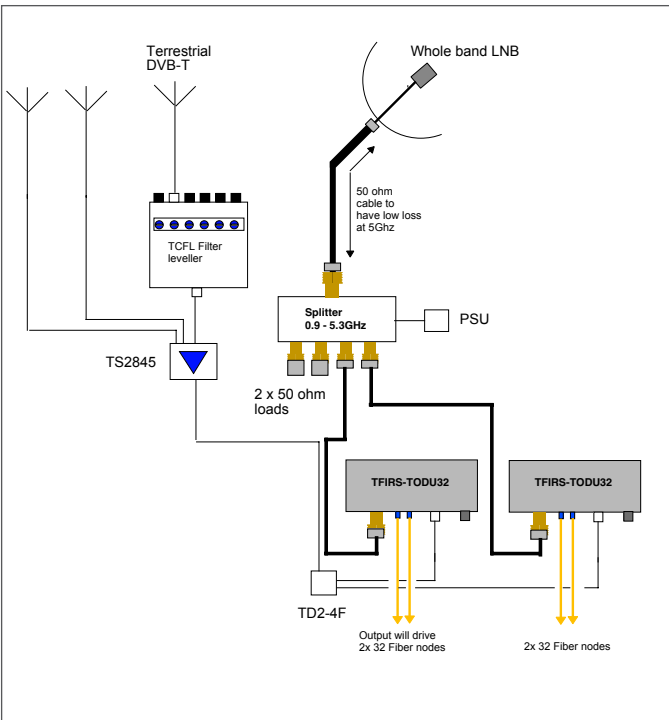 Terrestrial
DVB-T
Whole band LNB
50 ohm
cable to
have low loss
at 5Ghz
TCFL Filter
leveller
Splitter
0.9 - 5.3GHz
PSU
TS2845
2 x 50 ohm
loads
TFIRS-TODU32
TFIRS-TODU32
TD2-4F
Output will drive
2x 32 Fiber nodes
2x 32 Fiber nodes